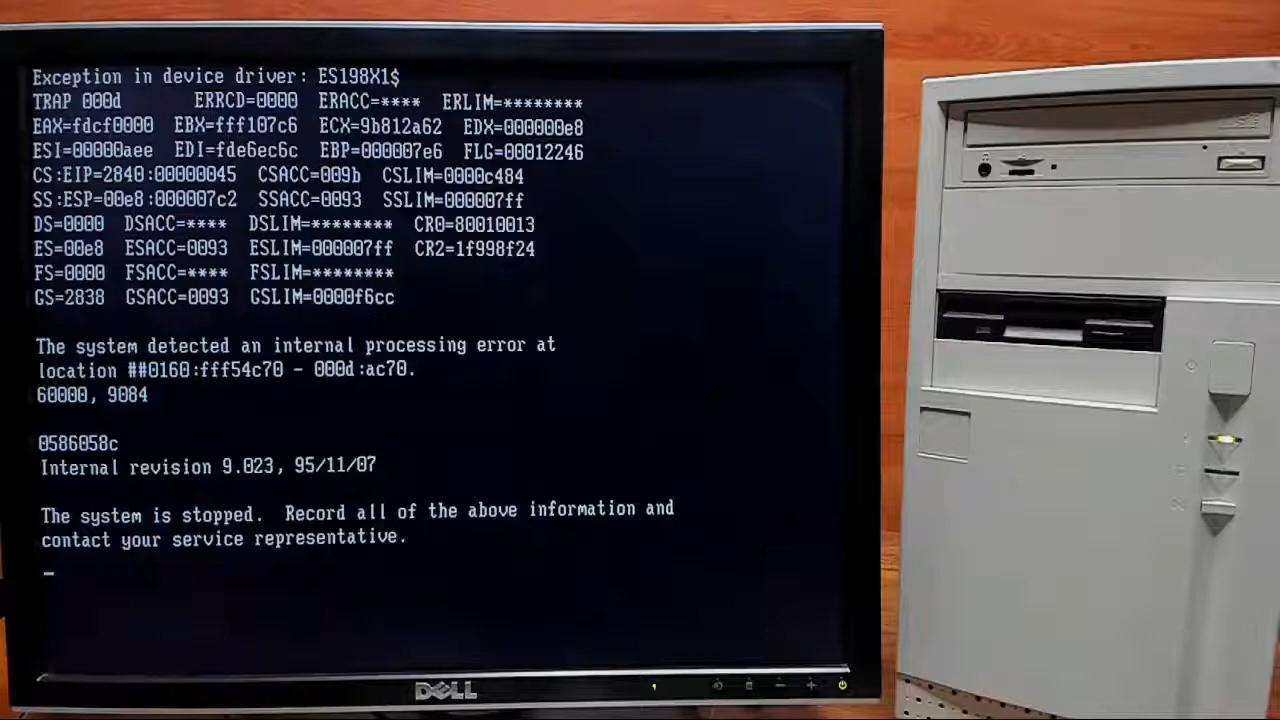 Exception in device driver: ES198X1$
TRAP 000d ERRCD=0000 ERACC=**** ERLIM=********
EAX=fdcf0000 EBX=fff107c6 ECX=9b812a62 EDX=000000e8
ESI=00000aee EDI=fde6ec6c EBP=000007e6 FLG=00012246
CS:EIP=2840:00000045 CSACC=009b CSLIM=0000c484
SS:ESP=00e8:000007c2 SSACC=0093 SSLIM=000007ff
DS=0000 DSACC=**** DSLIM=******** CR0=80010013
ES=00e8 ESACC=0093 ESLIM=000007ff CR2=1f998f24
FS=0000 FSACC=**** FSLIM=********
GS=2838 GSACC=0093 GSLIM=0000f6cc
The system detected an internal processing error at
location ##0160:fff54c70 - 000d:ac70.
60000, 9084
0586058c
Internal revision 9.023, 95/11/07
The system is stopped. Record all of the above information and
contact your service representative.
DELL